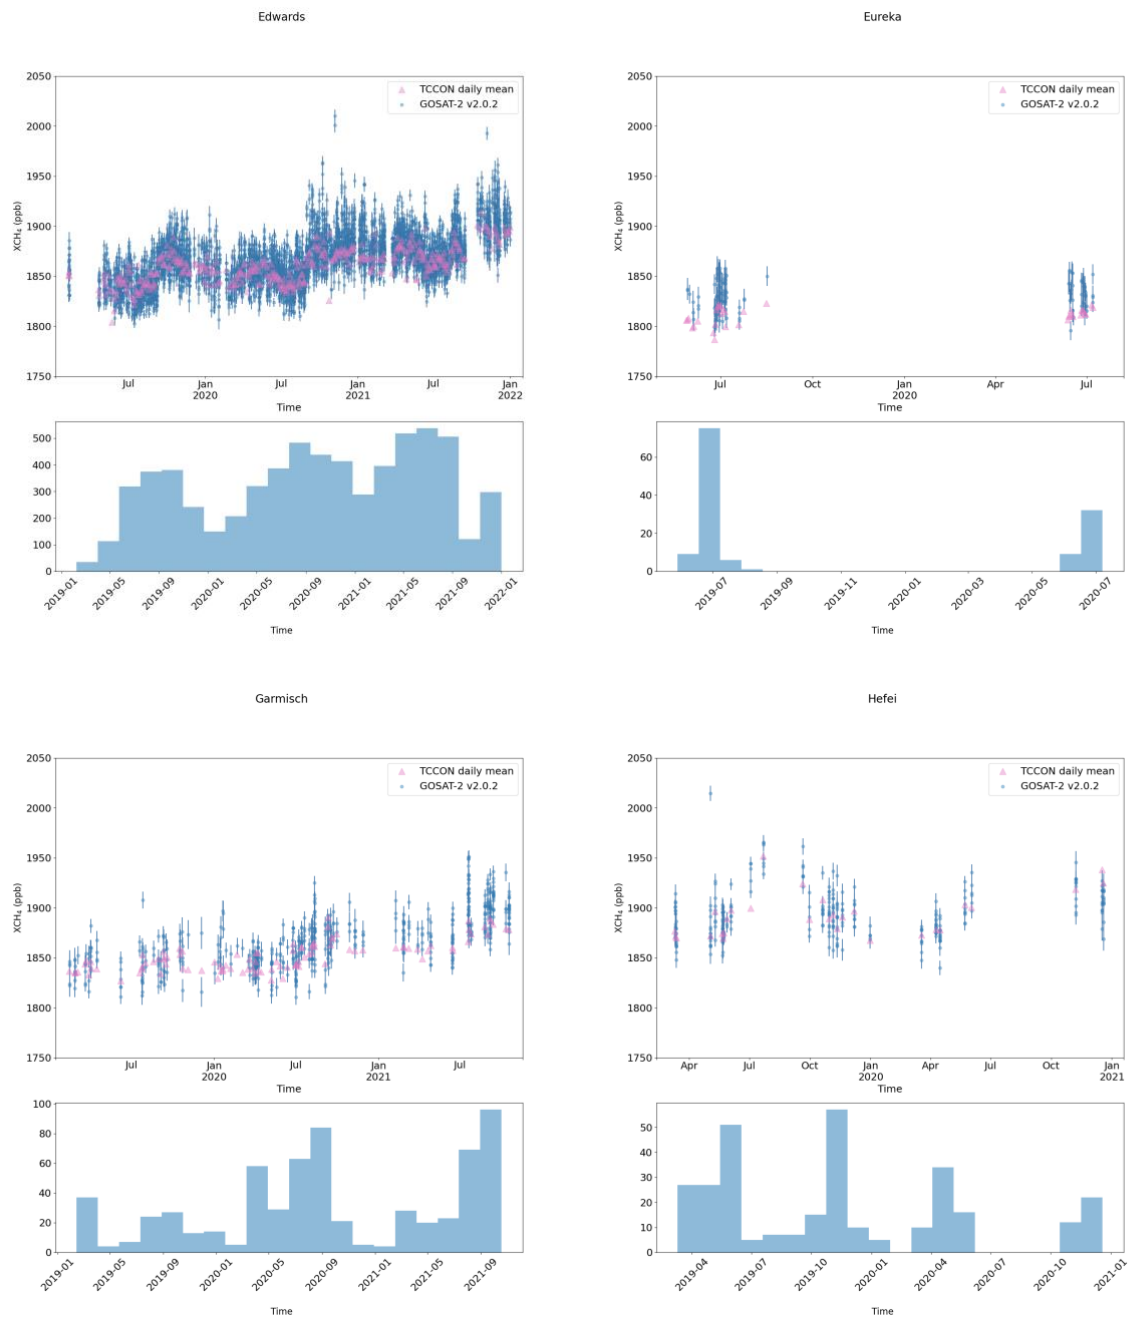 Edwards
2050
2000
1950
1900
1850
1800
1750
XCH₄ (ppb)
TCCON daily mean
GOSAT-2 v2.0.2
Jul Jan Jul Jan Jul Jan
2020 2021 2022
Time
500
400
300
200
100
0
2019-01 2019-05 2019-09 2020-01 2020-05 2020-09 2021-01 2021-05 2021-09 2022-01
Time
Eureka
2050
2000
1950
1900
1850
1800
1750
XCH₄ (ppb)
TCCON daily mean
GOSAT-2 v2.0.2
Jul Oct Jan Apr Jul
2020
Time
60
40
20
0
2019-07 2019-09 2019-11 2020-01 2020-03 2020-05 2020-07
Time
Garmisch
2050
2000
1950
1900
1850
1800
1750
XCH₄ (ppb)
TCCON daily mean
GOSAT-2 v2.0.2
Jul Jan Jul Jan Jul
2020 2021
Time
100
80
60
40
20
0
2019-01 2019-05 2019-09 2020-01 2020-05 2020-09 2021-01 2021-05 2021-09
Time
Hefei
2050
2000
1950
1900
1850
1800
1750
XCH₄ (ppb)
TCCON daily mean
GOSAT-2 v2.0.2
Apr Jul Oct Jan Apr Jul Oct Jan
2020 2021
Time
50
40
30
20
10
0
2019-04 2019-07 2019-10 2020-01 2020-04 2020-07 2020-10 2021-01
Time